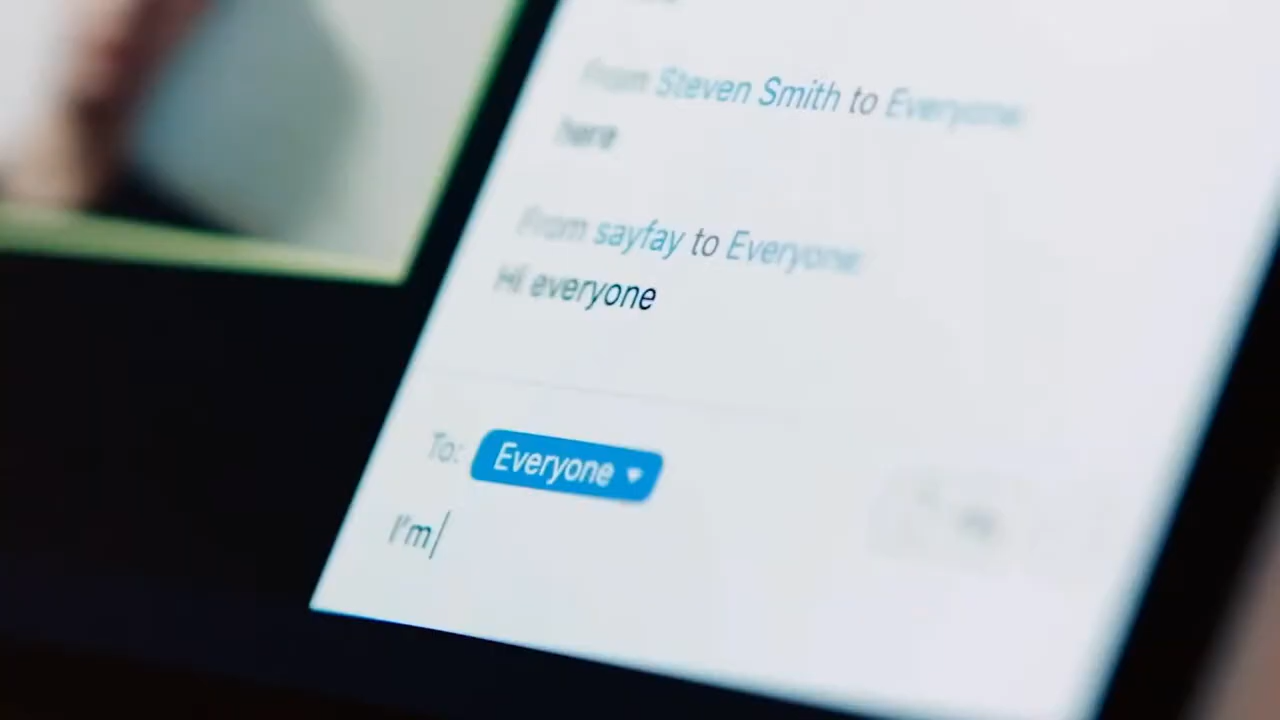 From Steven Smith to Everyone:
here
From sayfay to Everyone:
Hi everyone
To: Everyone
I'm